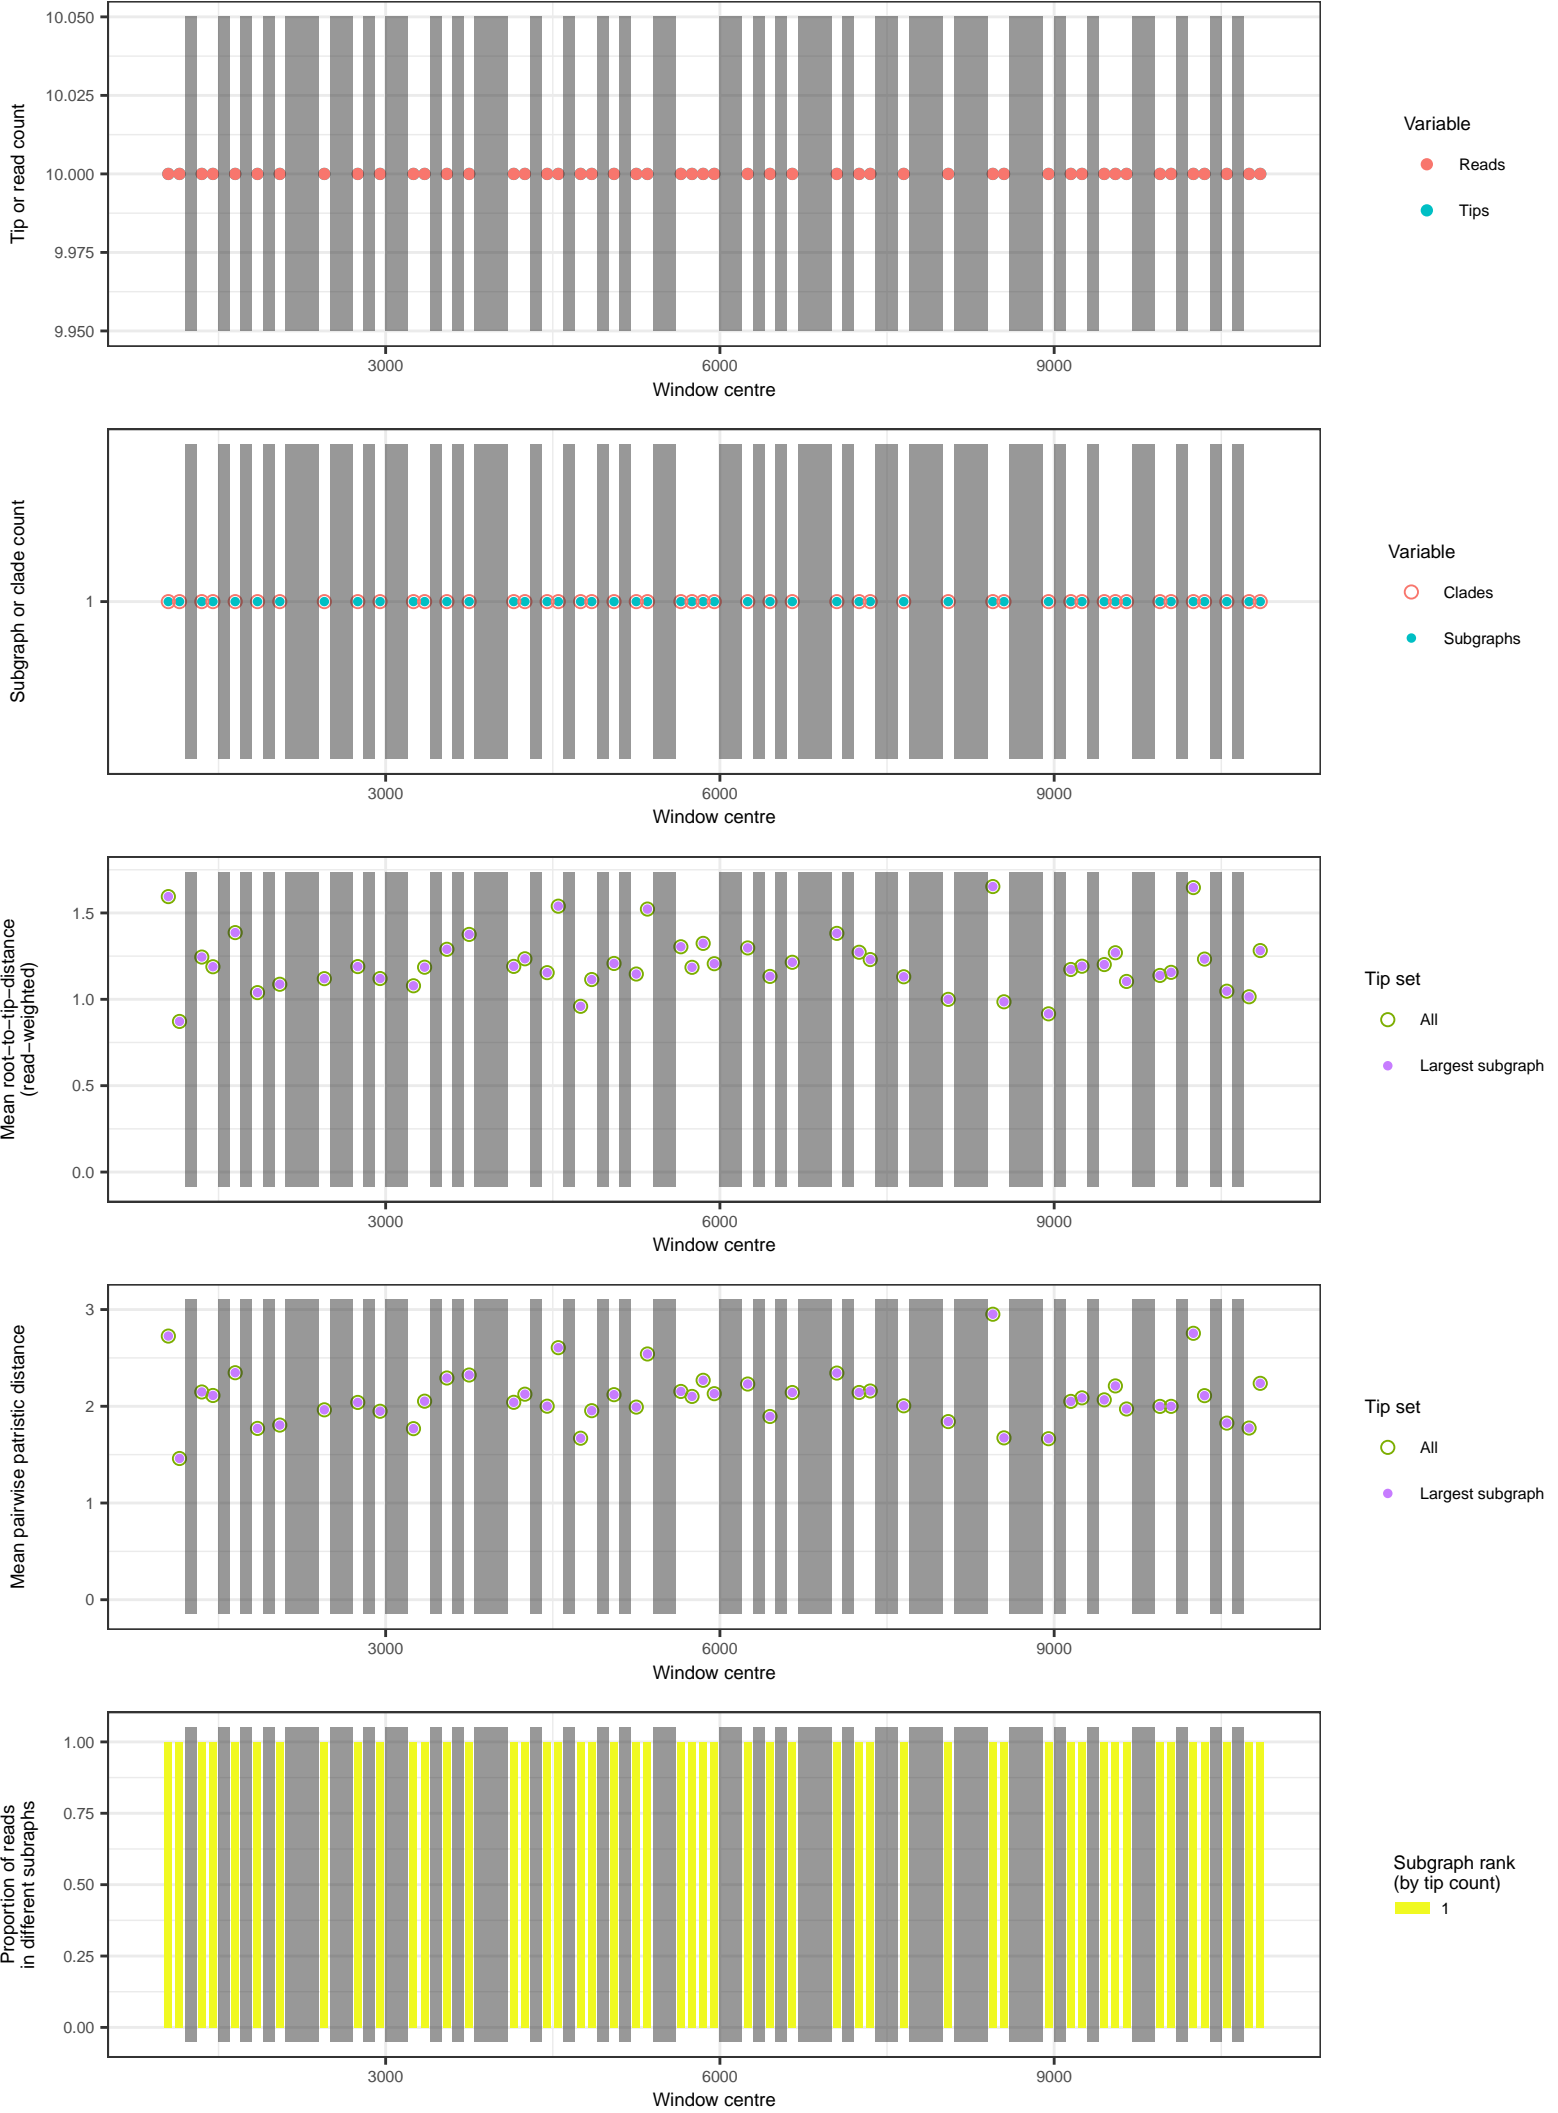 10.050
10.025
10.000
9.975
9.950
Tip or read count
3000
6000
9000
Window centre
Variable
Reads
Tips
1
Subgraph or clade count
3000
6000
9000
Window centre
Variable
Clades
Subgraphs
1.5
1.0
0.5
0.0
Mean root−to−tip−distance
(read−weighted)
3000
6000
9000
Window centre
Tip set
All
Largest subgraph
3
2
1
0
Mean pairwise patristic distance
3000
6000
9000
Window centre
Tip set
All
Largest subgraph
1.00
0.75
0.50
0.25
0.00
Proportion of reads
in different subraphs
3000
6000
9000
Window centre
Subgraph rank
(by tip count)
1